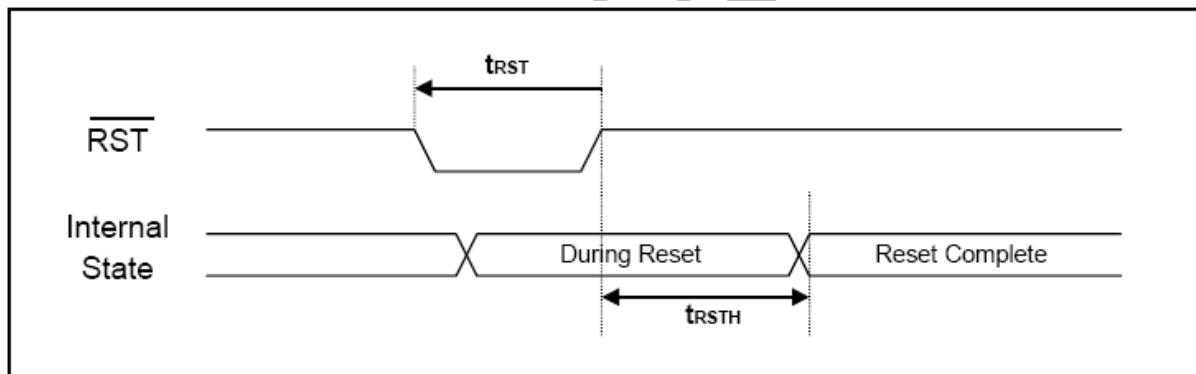 tRST
RST
Internal
State
During Reset
Reset Complete
tRSTH